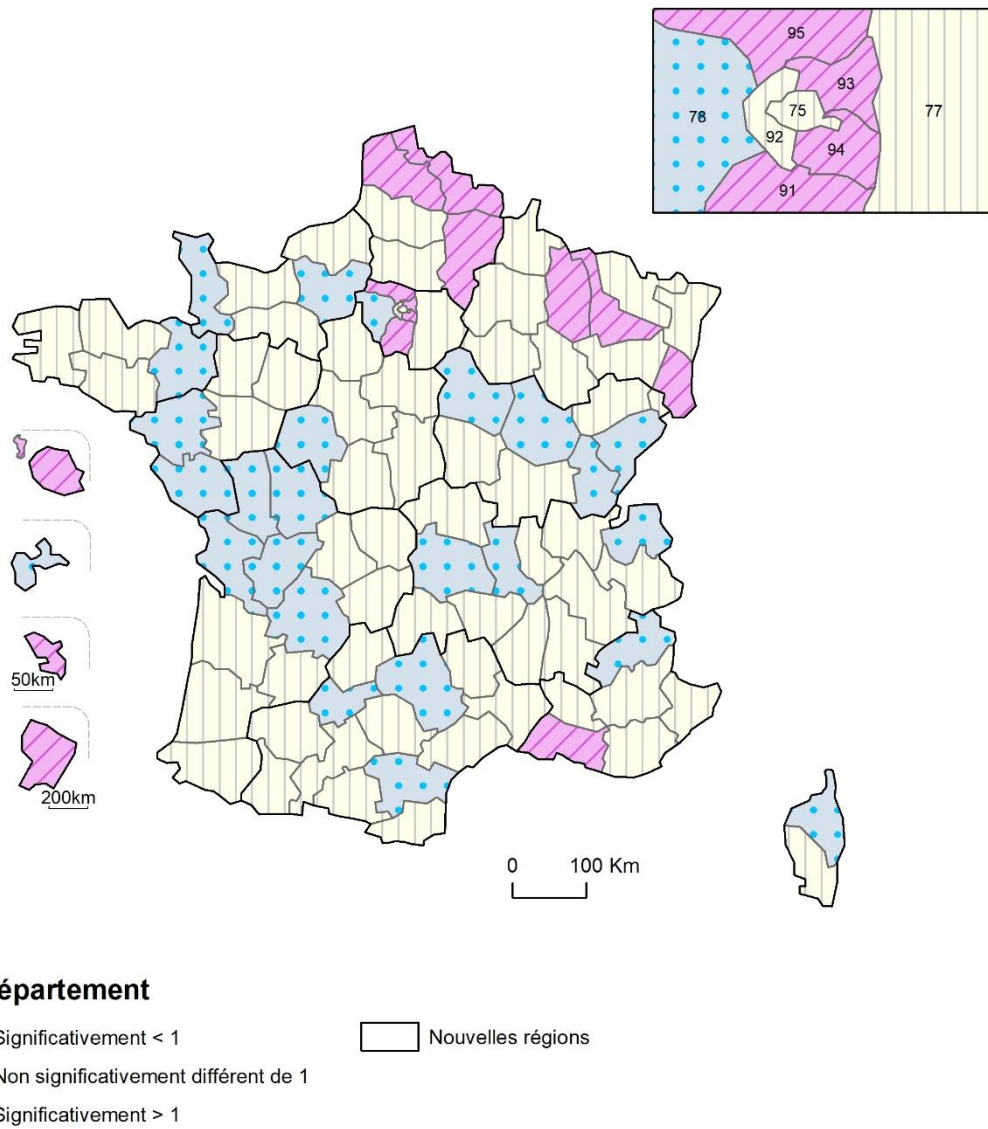 95
93
78
75
77
92
94
91
50km
200km
0 100 Km
épartement
Significativement < 1
Nouvelles régions
Non significativement différent de 1
Significativement > 1